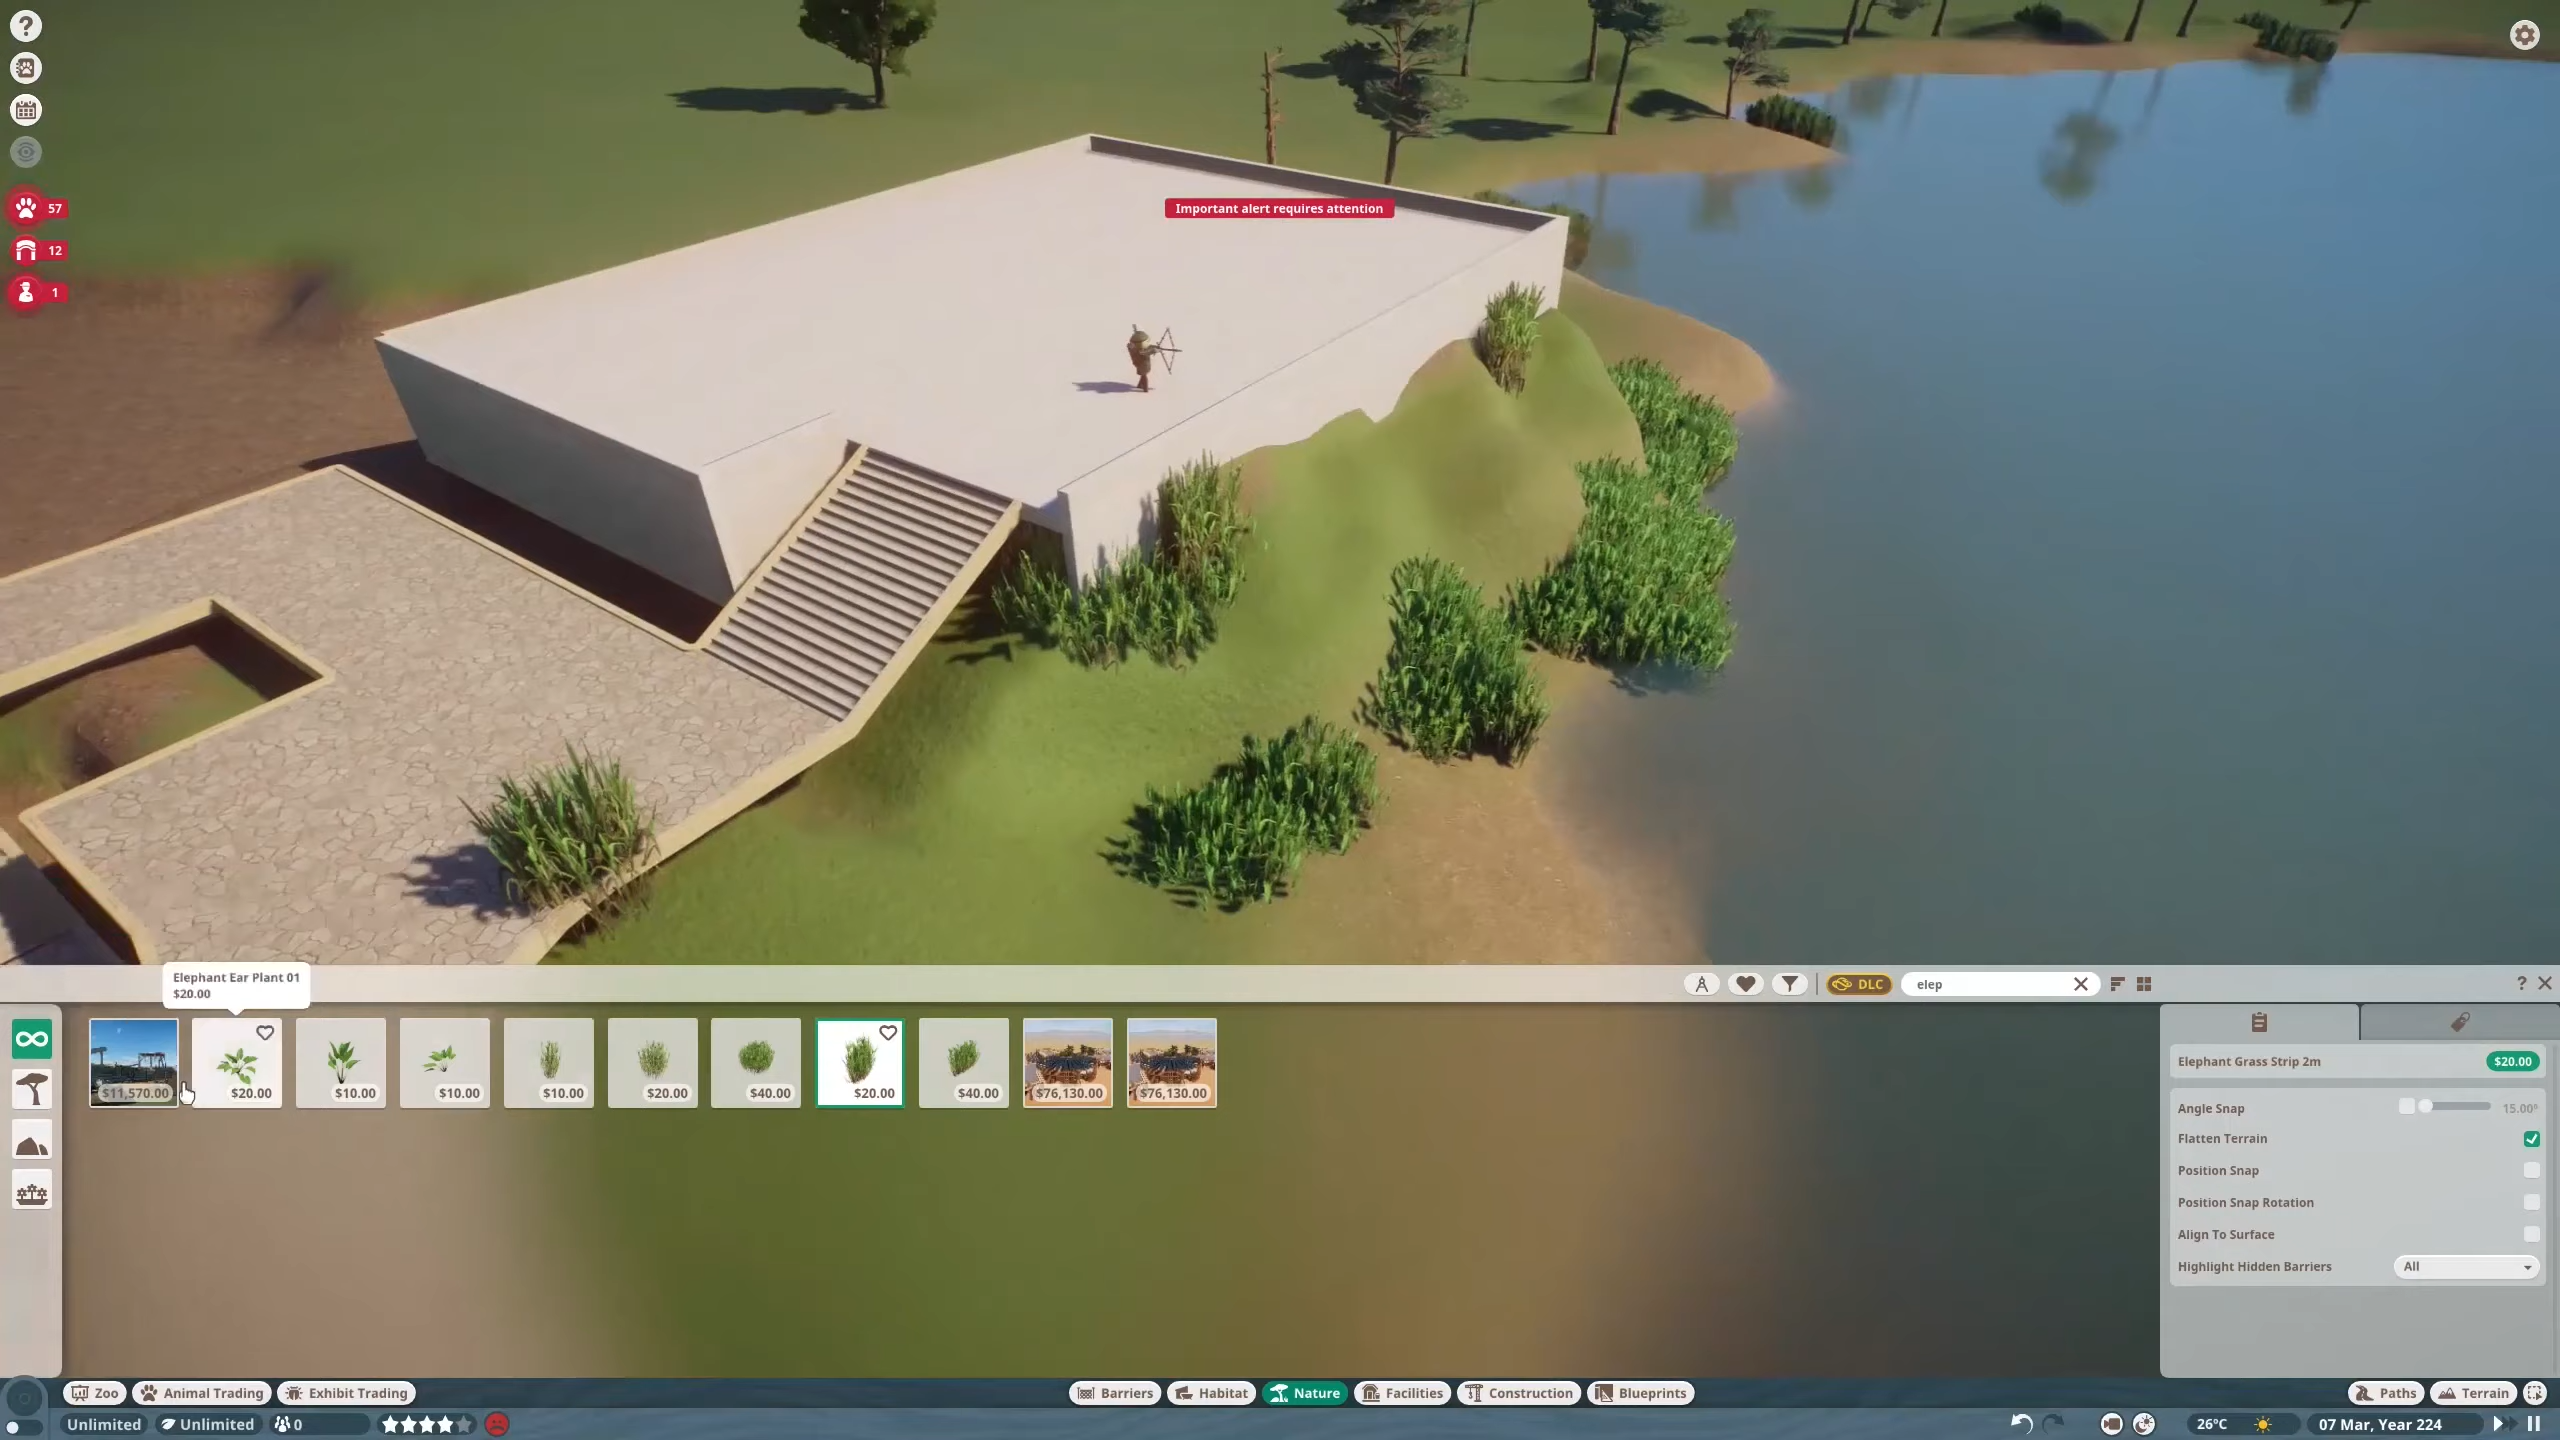 ?
57
12
1
Important alert requires attention
Elephant Ear Plant 01
$20.00
DLC
elep
?
$11,570.00
$20.00
$10.00
$10.00
$10.00
$20.00
$40.00
$20.00
$40.00
$76,130.00
$76,130.00
Elephant Grass Strip 2m
$20.00
Angle Snap
15.00°
Flatten Terrain
Position Snap
Position Snap Rotation
Align To Surface
Highlight Hidden Barriers
All
Zoo
Animal Trading
Exhibit Trading
Barriers
Habitat
Nature
Facilities
Construction
Blueprints
Paths
Terrain
Unlimited
Unlimited
0
26°C
07 Mar, Year 224